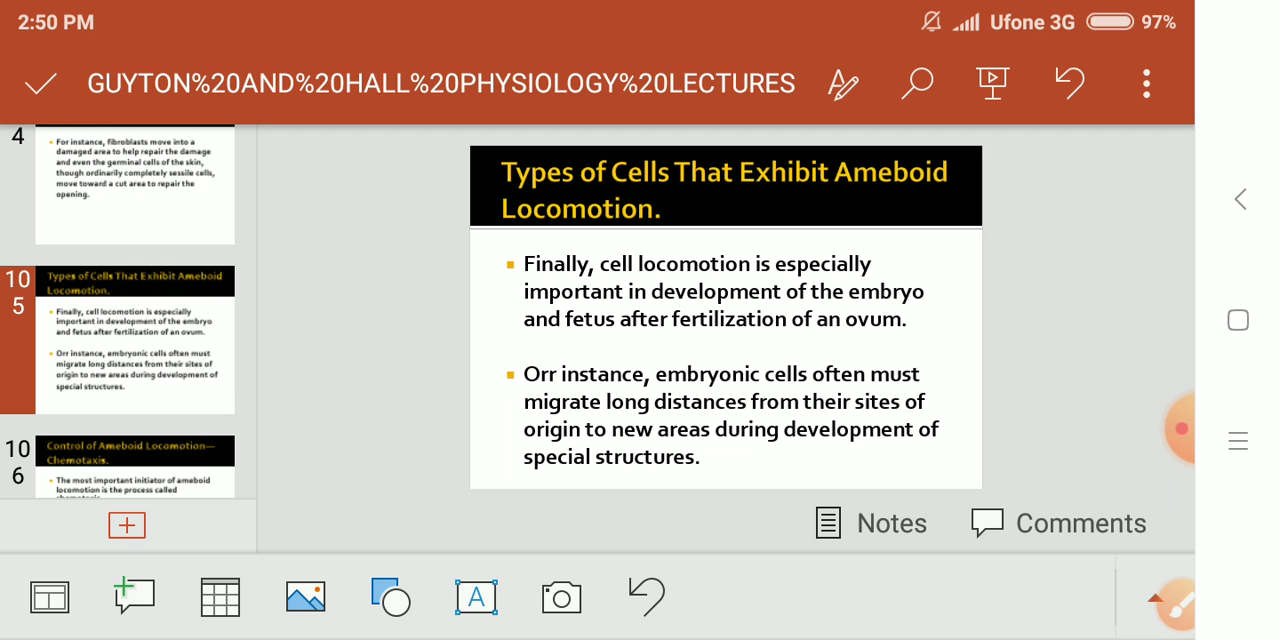 2:50 PM
Ufone 3G
97%
GUYTON%20AND%20HALL%20PHYSIOLOGY%20LECTURES
4
For instance, fibroblasts move into a
damaged area to help repair the damage
and even the germinal cells of the skin,
though ordinarily completely sessile cells,
move toward a cut area to repair the
opening.
10
5
Types of Cells That Exhibit Ameboid
Locomotion.
Finally, cell locomotion is especially
important in development of the embryo
and fetus after fertilization of an ovum.
Orr instance, embryonic cells often must
migrate long distances from their sites of
origin to new areas during development of
special structures.
10
6
Control of Ameboid Locomotion—
Chemotaxis.
The most important initiator of ameboid
locomotion is the process called
chemotaxis.
Types of Cells That Exhibit Ameboid
Locomotion.
Finally, cell locomotion is especially
important in development of the embryo
and fetus after fertilization of an ovum.
Orr instance, embryonic cells often must
migrate long distances from their sites of
origin to new areas during development of
special structures.
Notes
Comments
A